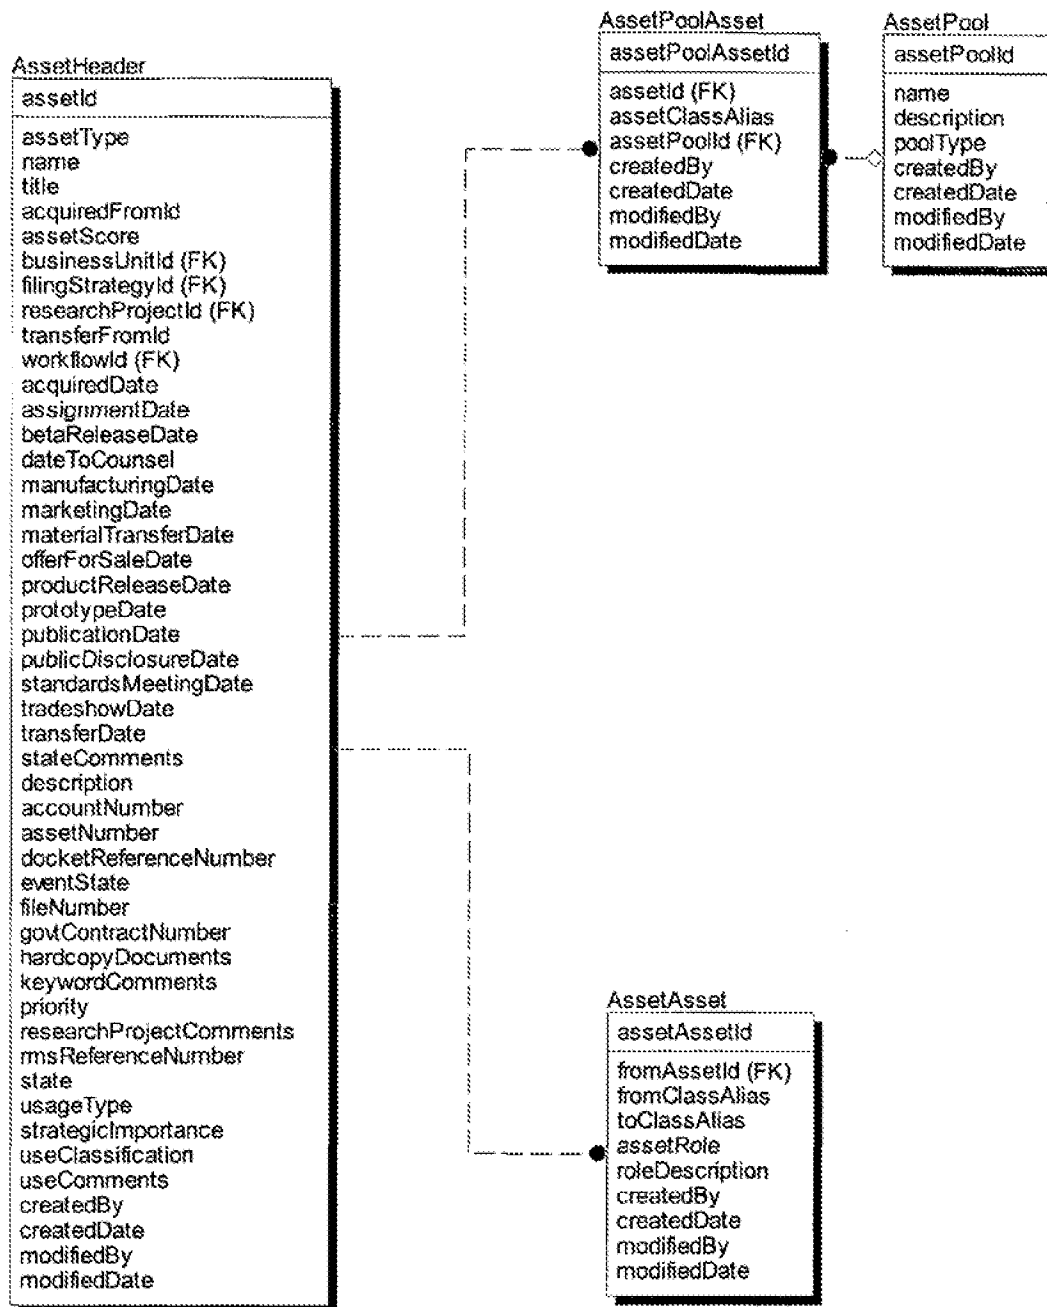 AssetHeader
assetId
assetType
name
title
acquiredFromId
assetScore
businessUnitId (FK)
filingStrategyId (FK)
researchProjectId (FK)
transferFromId
workflowId (FK)
acquiredDate
assignmentDate
betaReleaseDate
dateToCounsel
manufacturingDate
marketingDate
materialTransferDate
offerForSaleDate
productReleaseDate
prototypeDate
publicationDate
publicDisclosureDate
standardsMeetingDate
tradeshowDate
transferDate
stateComments
description
accountNumber
assetNumber
docketReferenceNumber
eventState
fileNumber
govtContractNumber
hardcopyDocuments
keywordComments
priority
researchProjectComments
rmsReferenceNumber
state
usageType
strategicImportance
useClassification
useComments
createdBy
createdDate
modifiedBy
modifiedDate
AssetPoolAsset
assetPoolAssetId
assetId (FK)
assetClassAlias
assetPoolId (FK)
createdBy
createdDate
modifiedBy
modifiedDate
AssetPool
assetPoolId
name
description
poolType
createdBy
createdDate
modifiedBy
modifiedDate
AssetAsset
assetAssetId
fromAssetId (FK)
fromClassAlias
toClassAlias
assetRole
roleDescription
createdBy
createdDate
modifiedBy
modifiedDate